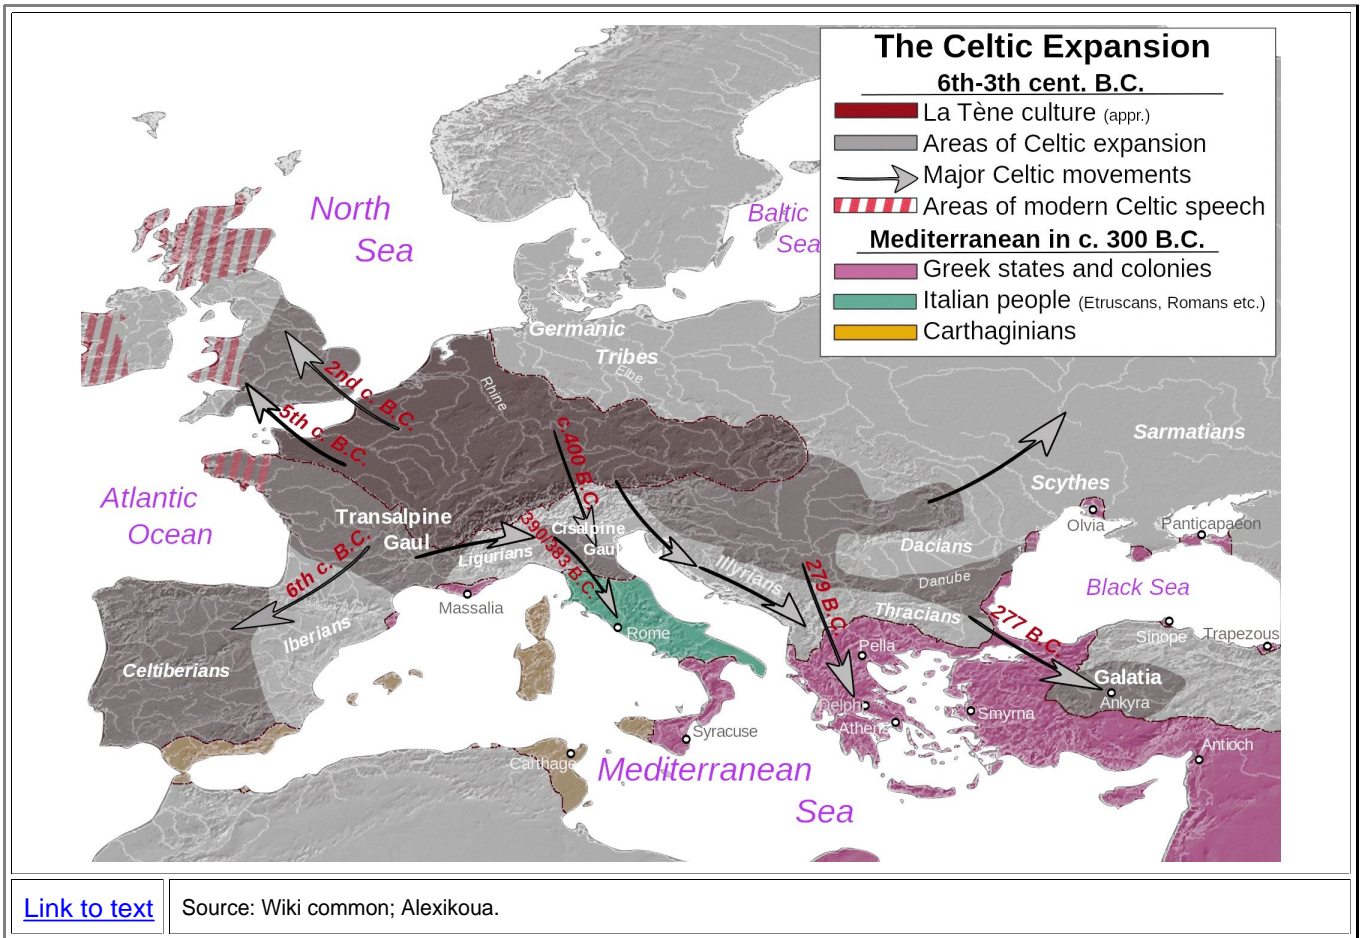 The Celtic Expansion
6th-3th cent. B.C.
La Tène culture (appr.)
Areas of Celtic expansion
Major Celtic movements
Areas of modern Celtic speech
Mediterranean in c. 300 B.C.
Greek states and colonies
Italian people (Etruscans, Romans etc.)
Carthaginians
North
Sea
Baltic
Sea
Germanic
Tribes
Elbe
Rhine
2nd c. B.C.
5th c. B.C.
c.400 B.C.
Sarmatians
Scythes
Atlantic
Ocean
Transalpine
Gaul
390/383 B.C.
Cisalpine
Gaul
Ligurians
6th c. B.C.
Olvia
Panticapaeon
Dacians
Illyrians
Danube
279 B.C.
Black Sea
Massalia
Thracians
277 B.C.
Iberians
Rome
Sinope
Trapezous
Pella
Celtiberians
Galatia
Ankyra
Delphi
Smyrna
Athens
Syracuse
Antioch
Carthage
Mediterranean
Sea
Link to text
Source: Wiki common; Alexikoua.